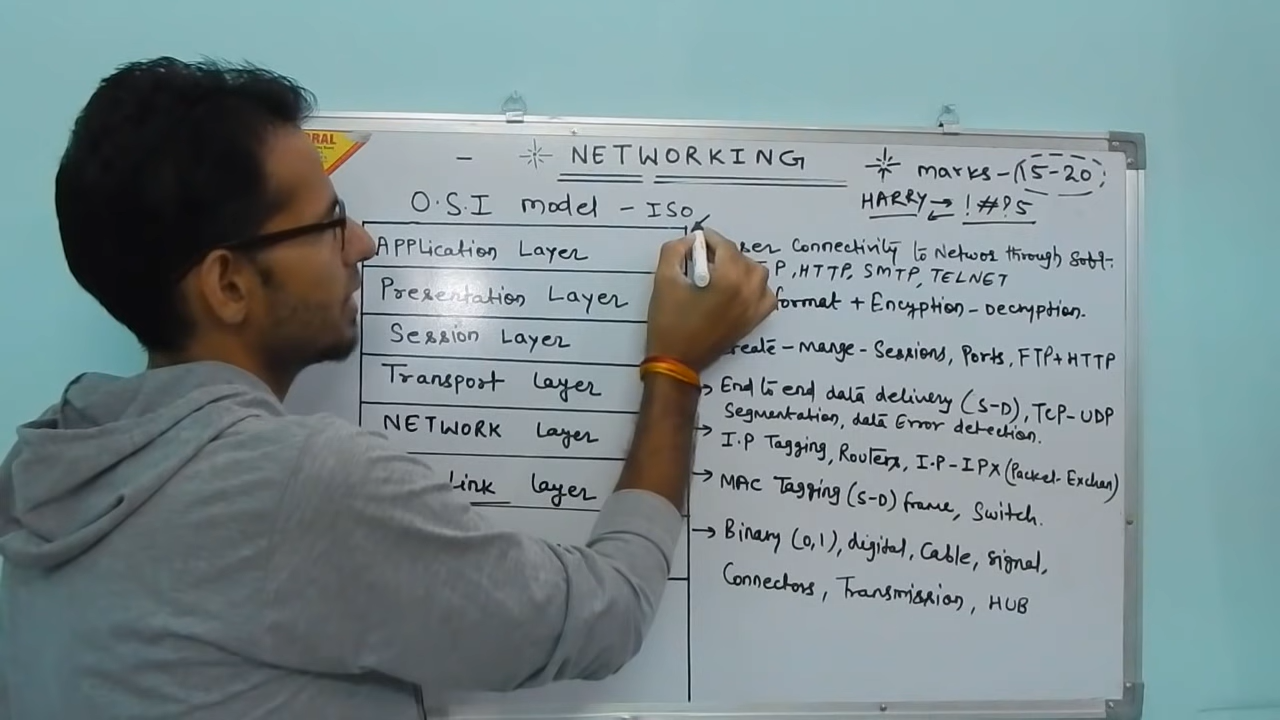 - NETWORKING
marks - (15-20)
O.S.I model - ISO
HARRY → !#?5
APPLICATION Layer
Connectivity to Networ through Soft.
P, HTTP, SMTP, TELNET
Presentation Layer
format + Encryption - Decryption.
Session Layer
Create - Mange - Sessions, Ports, FTP + HTTP
Transport layer
→ End to end data delivery (S-D), TCP - UDP
Segmentation, data Error detection.
NETWORK layer
→ I.P Tagging, Routers, I.P - IPX (Packet - Exchan)
Link layer
→ MAC Tagging (S-D) frame, Switch.
→ Binary (0,1), digital, Cable, signal,
Connectors, Transmission, HUB